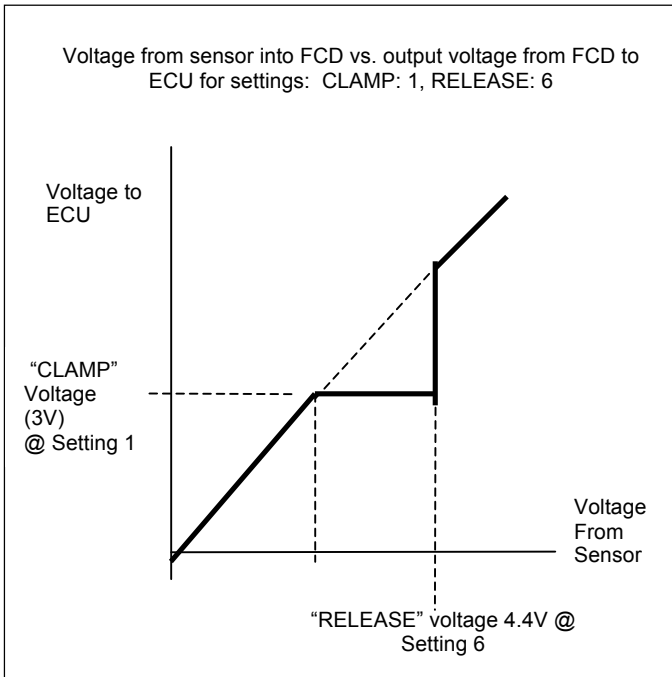 Voltage from sensor into FCD vs. output voltage from FCD to
ECU for settings:  CLAMP: 1, RELEASE: 6
Voltage to
ECU
“CLAMP”
Voltage
(3V)
@ Setting 1
Voltage
From
Sensor
“RELEASE” voltage 4.4V @
Setting 6